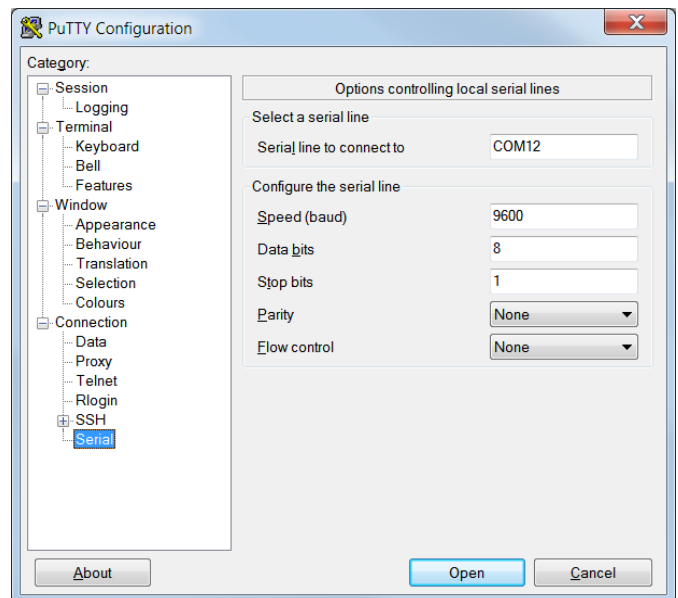 PuTTY Configuration
X
Category:
Session
Logging
Terminal
Keyboard
Bell
Features
Window
Appearance
Behaviour
Translation
Selection
Colours
Connection
Data
Proxy
Telnet
Rlogin
SSH
Serial
Options controlling local serial lines
Select a serial line
Serial line to connect to COM12
Configure the serial line
Speed (baud) 9600
Data bits 8
Stop bits 1
Parity None
Flow control None
About Open Cancel